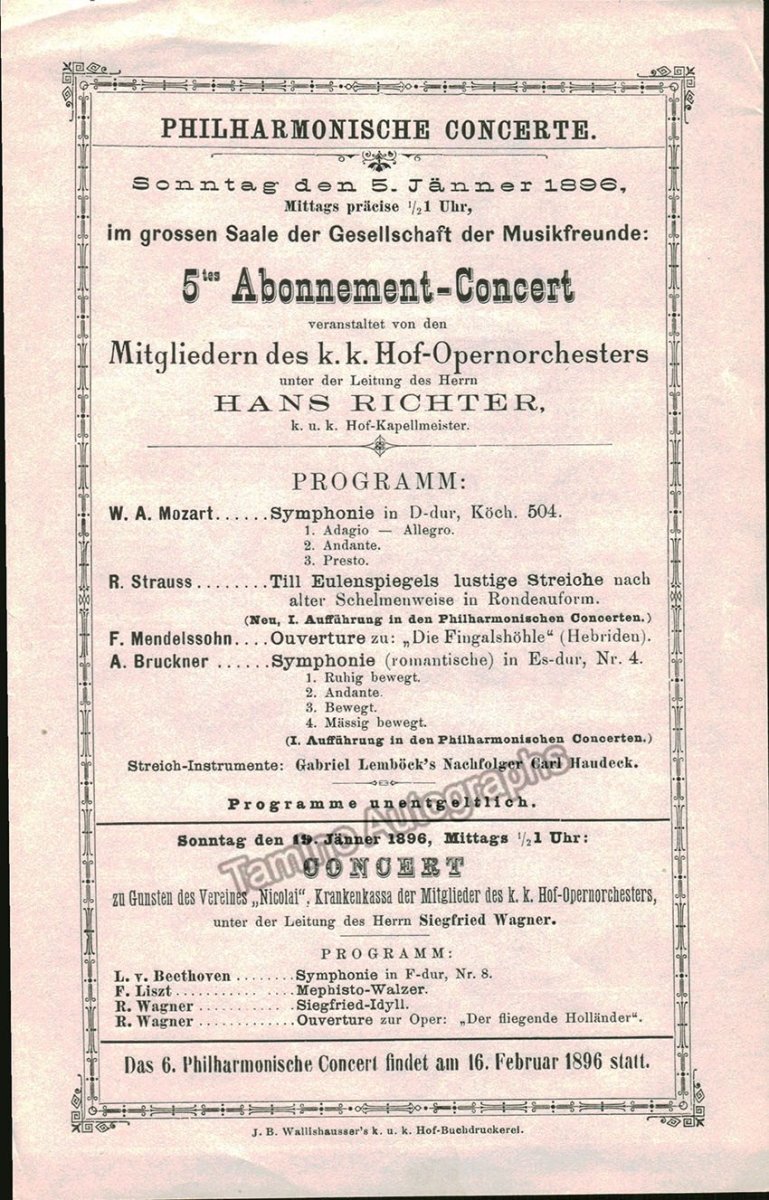 PHILHARMONISCHE CONCERTE.
Sonntag den 5. Jänner 1896,
Mittags präcise ½1 Uhr,
im grossen Saale der Gesellschaft der Musikfreunde:
5tes Abonnement-Concert
veranstaltet von den
Mitgliedern des k. k. Hof-Opernorchesters
unter der Leitung des Herrn
HANS RICHTER,
k. u. k. Hof-Kapellmeister.
PROGRAMM:
W. A. Mozart......Symphonie in D-dur, Köch. 504.
1. Adagio — Allegro.
2. Andante.
3. Presto.
R. Strauss........Till Eulenspiegels lustige Streiche nach
alter Schelmenweise in Rondeauform.
(Neu, I. Aufführung in den Philharmonischen Concerten.)
F. Mendelssohn....Ouverture zu: „Die Fingalshöhle“ (Hebriden).
A. Bruckner ......Symphonie (romantische) in Es-dur, Nr. 4.
1. Ruhig bewegt.
2. Andante.
3. Bewegt.
4. Mässig bewegt.
(I. Aufführung in den Philharmonischen Concerten.)
Streich-Instrumente: Gabriel Lemböck's Nachfolger Carl Haudeck.
Programme unentgeltlich.
Sonntag den 19. Jänner 1896, Mittags ½1 Uhr:
CONCERT
zu Gunsten des Vereines „Nicolai“, Krankenkassa der Mitglieder des k. k. Hof-Opernorchesters,
unter der Leitung des Herrn Siegfried Wagner.
PROGRAMM:
L. v. Beethoven ........Symphonie in F-dur, Nr. 8.
F. Liszt................Mephisto-Walzer.
R. Wagner .............Siegfried-Idyll.
R. Wagner .............Ouverture zur Oper: „Der fliegende Holländer“.
Das 6. Philharmonische Concert findet am 16. Februar 1896 statt.
J. B. Wallishausser's k. u. k. Hof-Buchdruckerei.
Tamino Autographs